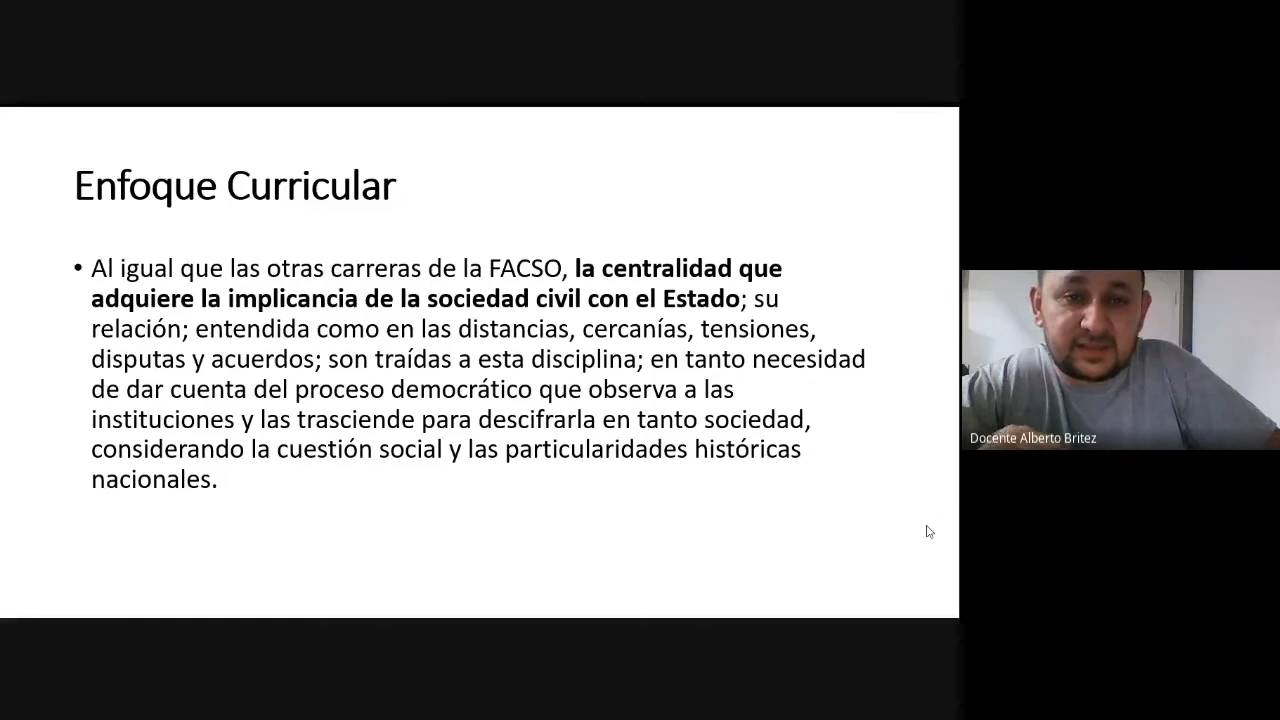 Enfoque Curricular
• Al igual que las otras carreras de la FACSO, la centralidad que
adquiere la implicancia de la sociedad civil con el Estado; su
relación; entendida como en las distancias, cercanías, tensiones,
disputas y acuerdos; son traídas a esta disciplina; en tanto necesidad
de dar cuenta del proceso democrático que observa a las
instituciones y las trasciende para descifrarla en tanto sociedad,
considerando la cuestión social y las particularidades históricas
nacionales.
Docente Alberto Britez